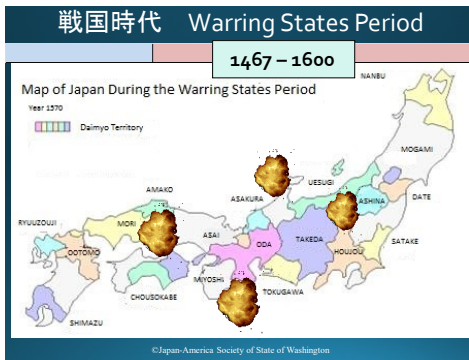 戦国時代 Warring States Period
1467 – 1600
Map of Japan During the Warring States Period
Year 1570
Daimyo Territory
NANBU
MOGAMI
UESUGI
AMAKO
ASAKURA
ASHINA
DATE
RYUUZOUJI
MORI
ASAI
ODA
TAKEDA
SATAKE
OOTOMO
HOUJOU
MIYOSHI
TOKUGAWA
CHOUSOKABE
SHIMAZU
©Japan-America Society of State of Washington